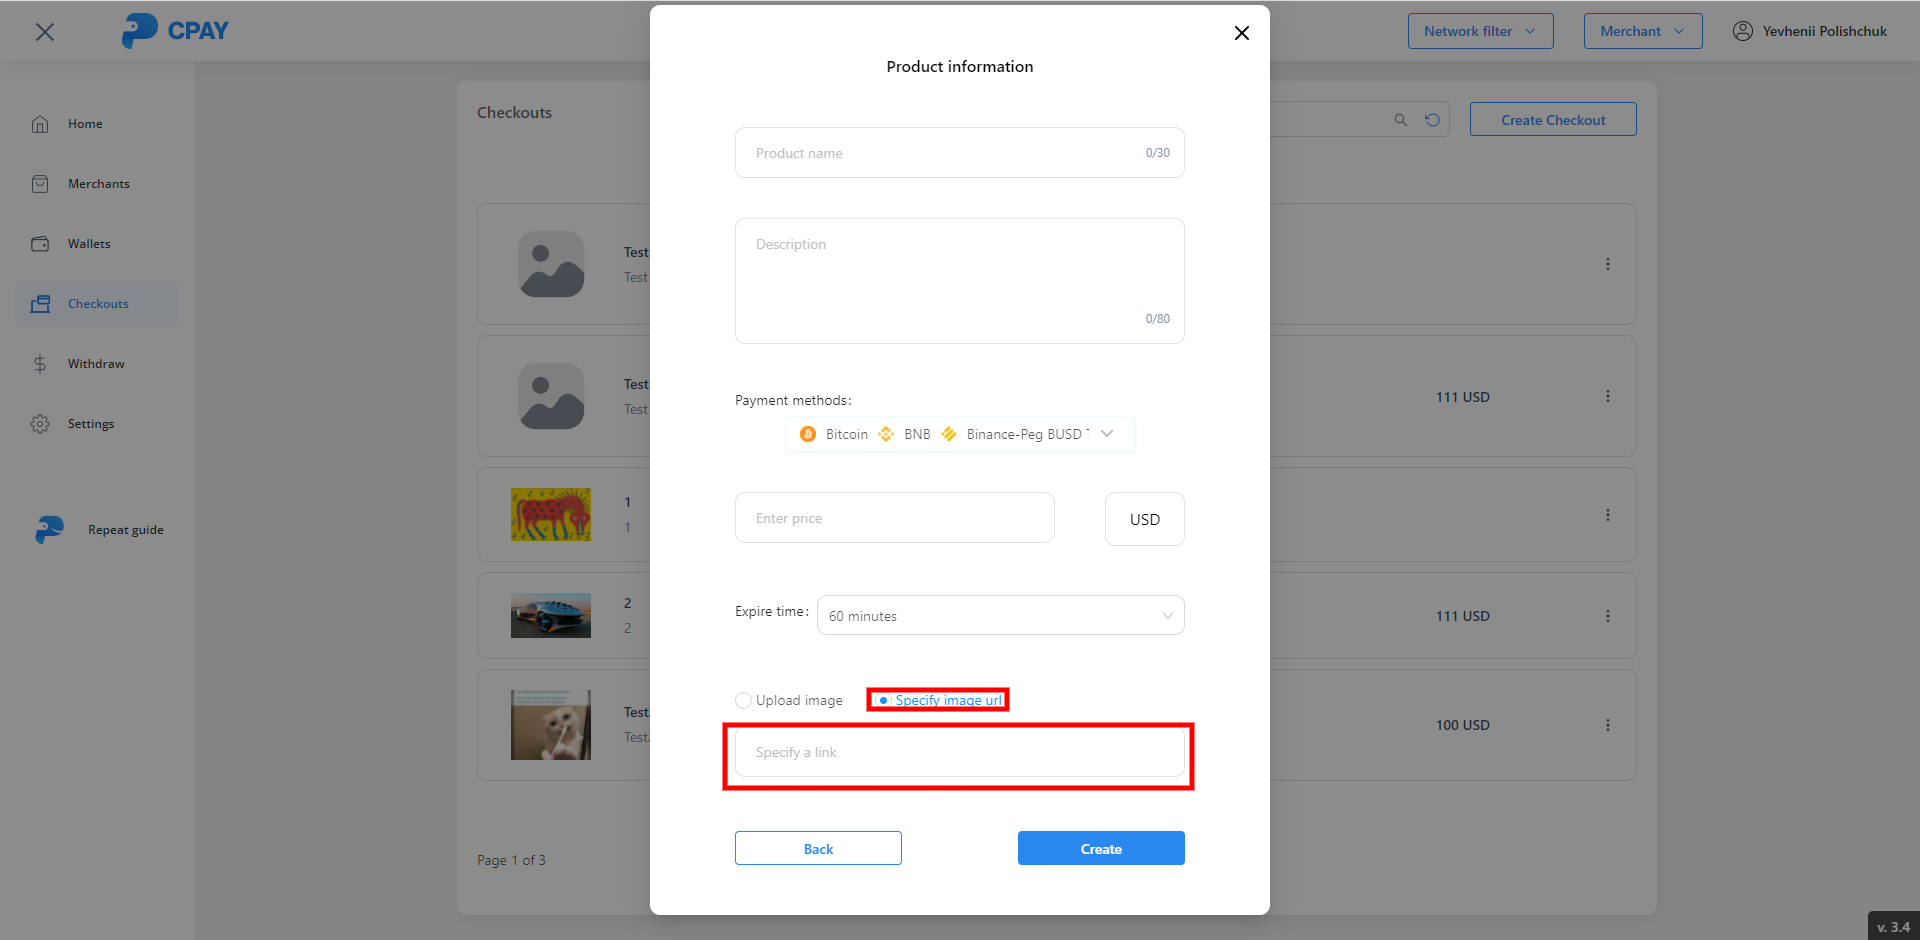 CPAY
Network filter
Merchant
Yevhenii Polishchuk
Home
Merchants
Wallets
Checkouts
Withdraw
Settings
Repeat guide
Checkouts
Create Checkout
Test
Test
Test
Test
111 USD
1
1
2
2
111 USD
Test
Test
100 USD
Page 1 of 3
Product information
Product name
0/30
Description
0/80
Payment methods:
Bitcoin BNB Binance-Peg BUSD
Enter price
USD
Expire time:
60 minutes
Upload image
Specify image url
Specify a link
Back
Create
v. 3.4